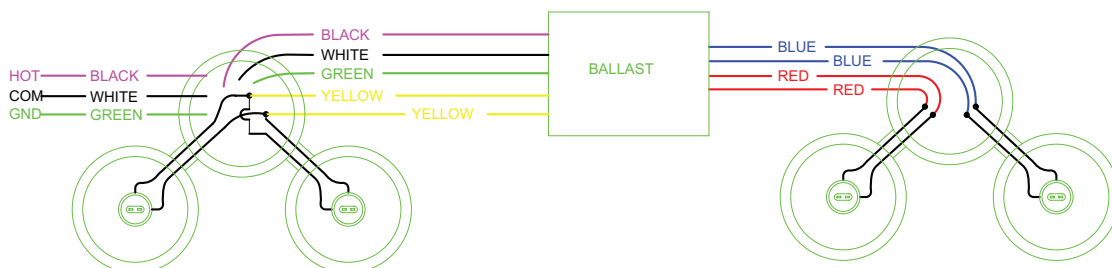 BLACK
WHITE
GREEN
YELLOW
YELLOW
HOT BLACK
COM WHITE
GND GREEN
BALLAST
BLUE
BLUE
RED
RED